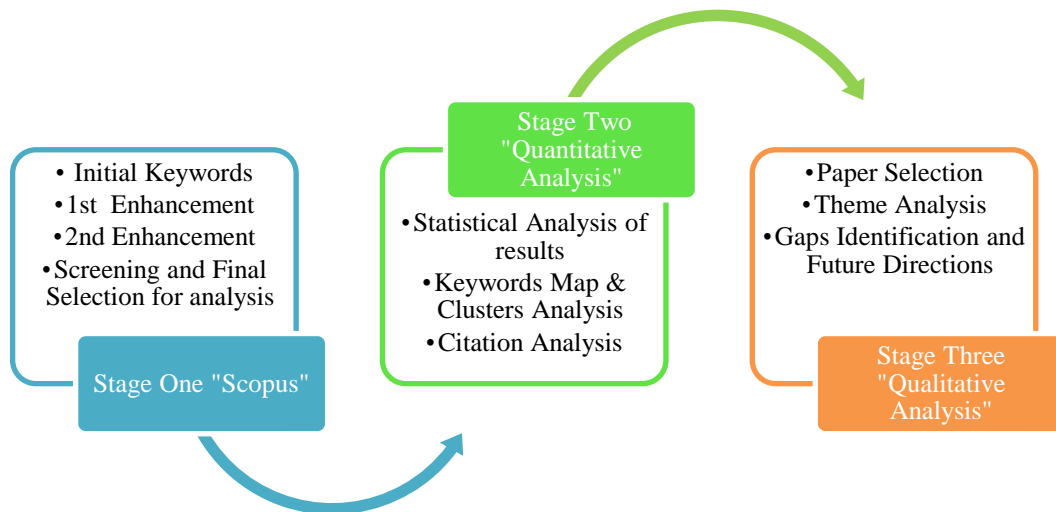 • Initial Keywords
• 1st Enhancement
• 2nd Enhancement
• Screening and Final
Selection for analysis
Stage One "Scopus"
Stage Two
"Quantitative
Analysis"
• Statistical Analysis of
results
• Keywords Map &
Clusters Analysis
• Citation Analysis
• Paper Selection
• Theme Analysis
• Gaps Identification and
Future Directions
Stage Three
"Qualitative
Analysis"